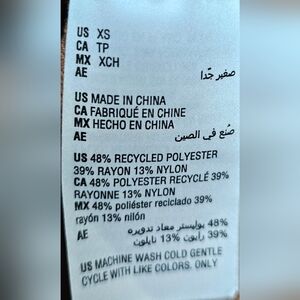 US XS
CA TP
MX XCH
AE صغير جّدا
US MADE IN CHINA
CA FABRIQUÉ EN CHINE
MX HECHO EN CHINA
AE صُنع في الصين
US 48% RECYCLED POLYESTER
39% RAYON 13% NYLON
CA 48% POLYESTER RECYCLÉ 39%
RAYONNE 13% NYLON
MX 48% poliéster reciclado 39%
rayón 13% nilón
AE 48% بوليستر معاد تدويره
39% رايون 13% نايلون
US MACHINE WASH COLD GENTLE
CYCLE WITH LIKE COLORS. ONLY